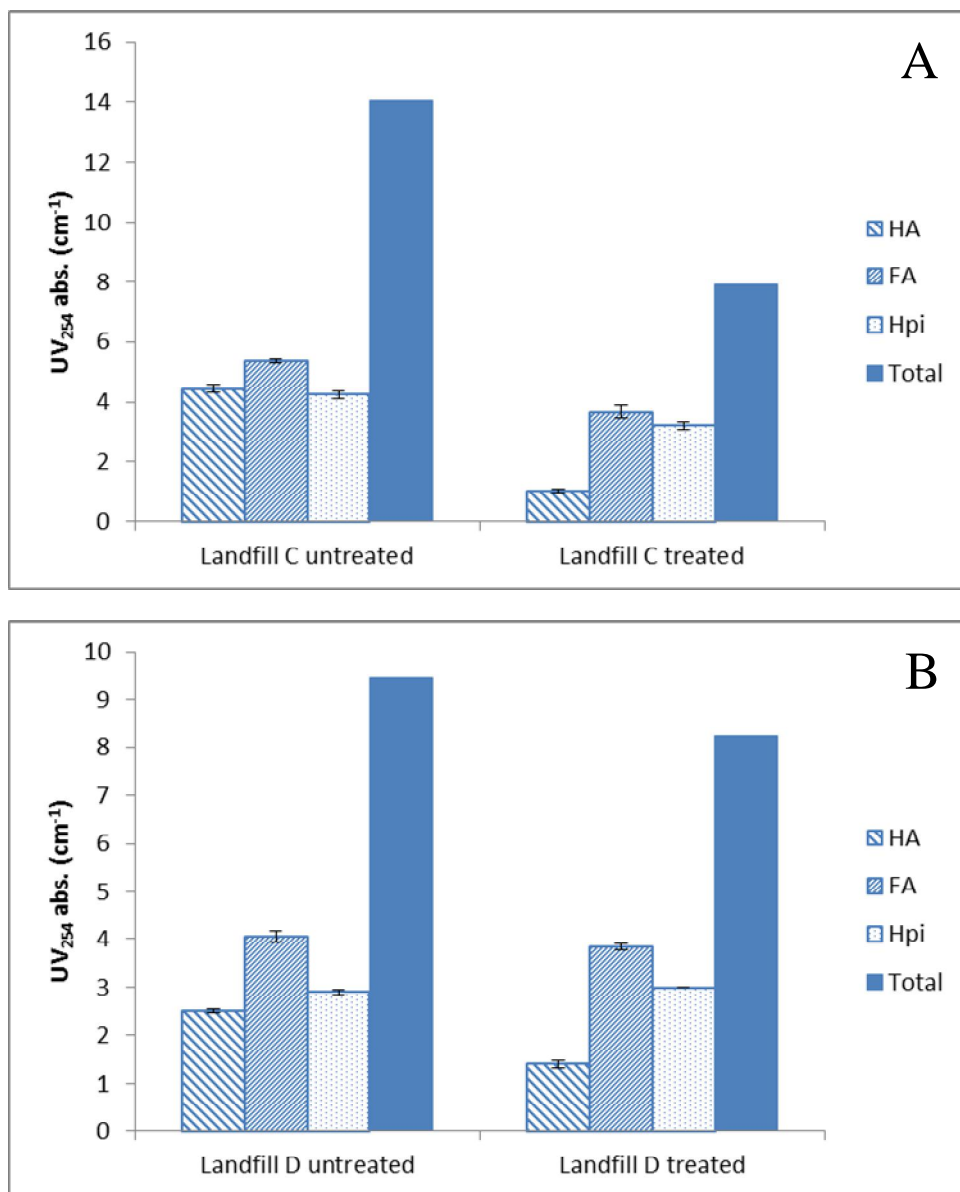 A
UV₂₅₄ abs. (cm⁻¹)
16
14
12
10
8
6
4
2
0
Landfill C untreated
Landfill C treated
HA
FA
Hpi
Total
B
UV₂₅₄ abs. (cm⁻¹)
10
9
8
7
6
5
4
3
2
1
0
Landfill D untreated
Landfill D treated
HA
FA
Hpi
Total